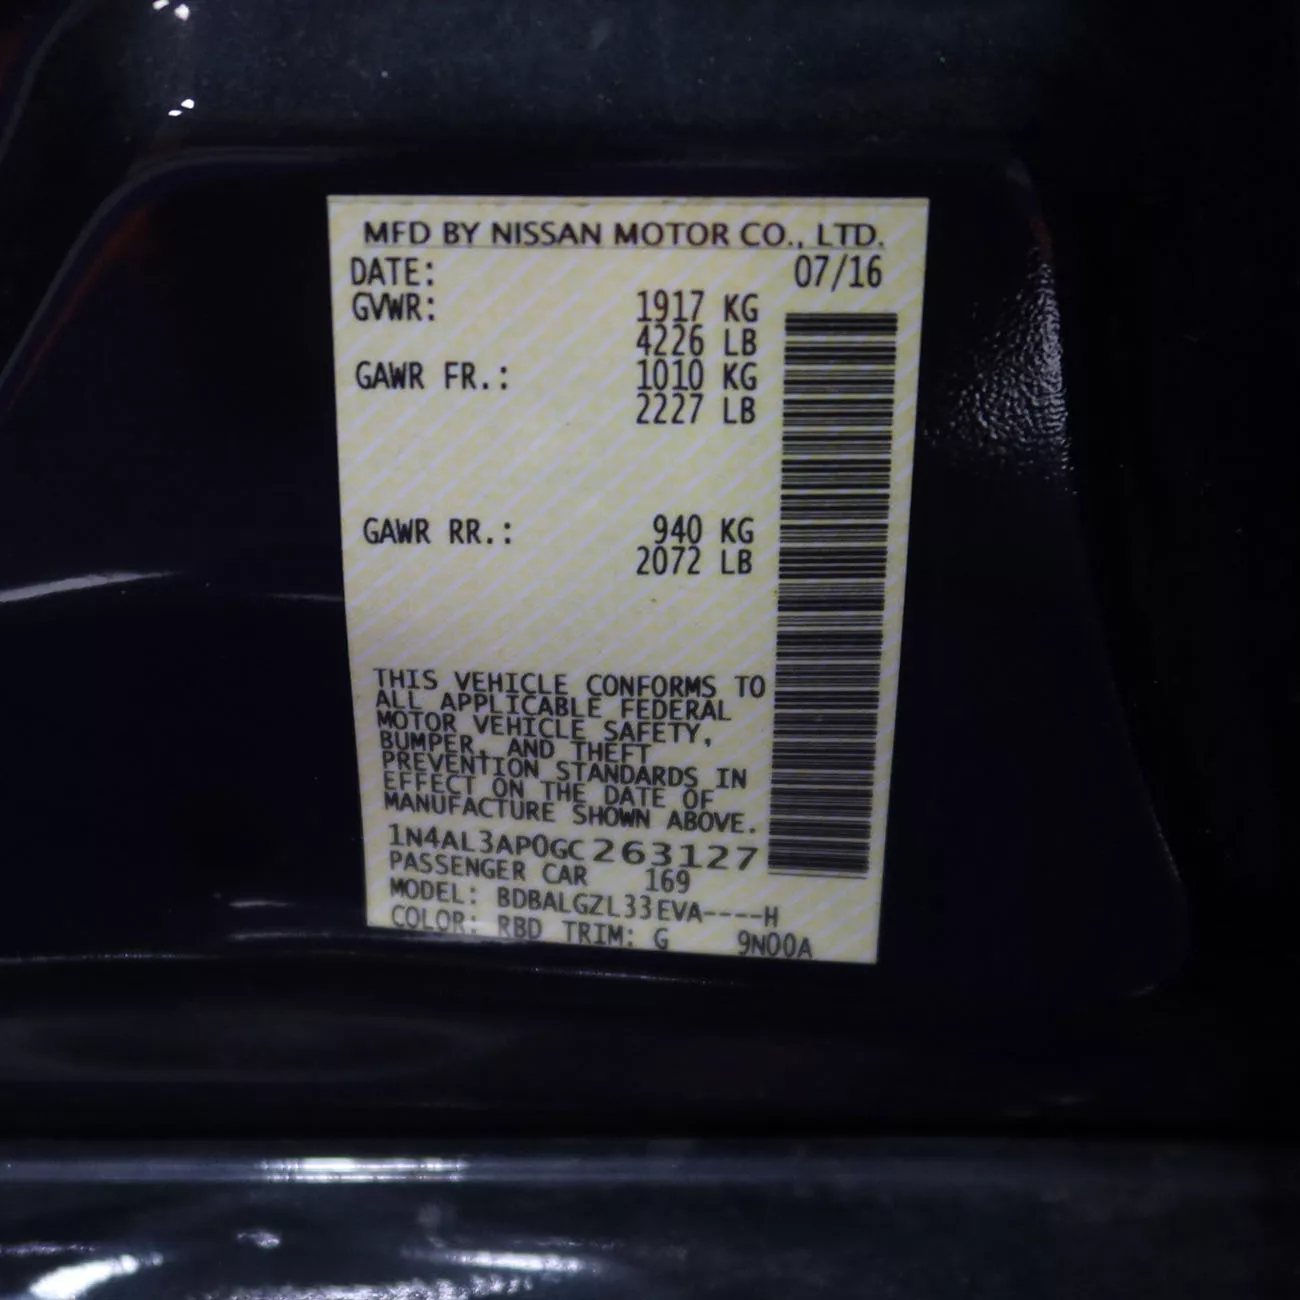 MFD BY NISSAN MOTOR CO., LTD.
DATE: 07/16
GVWR: 1917 KG
4226 LB
GAWR FR.: 1010 KG
2227 LB
GAWR RR.: 940 KG
2072 LB
THIS VEHICLE CONFORMS TO
ALL APPLICABLE FEDERAL
MOTOR VEHICLE SAFETY,
BUMPER, AND THEFT
PREVENTION STANDARDS IN
EFFECT ON THE DATE OF
MANUFACTURE SHOWN ABOVE.
1N4AL3AP0GC263127
PASSENGER CAR 169
MODEL: BDBALGZL33EVA----H
COLOR: RBD TRIM: G 9N00A